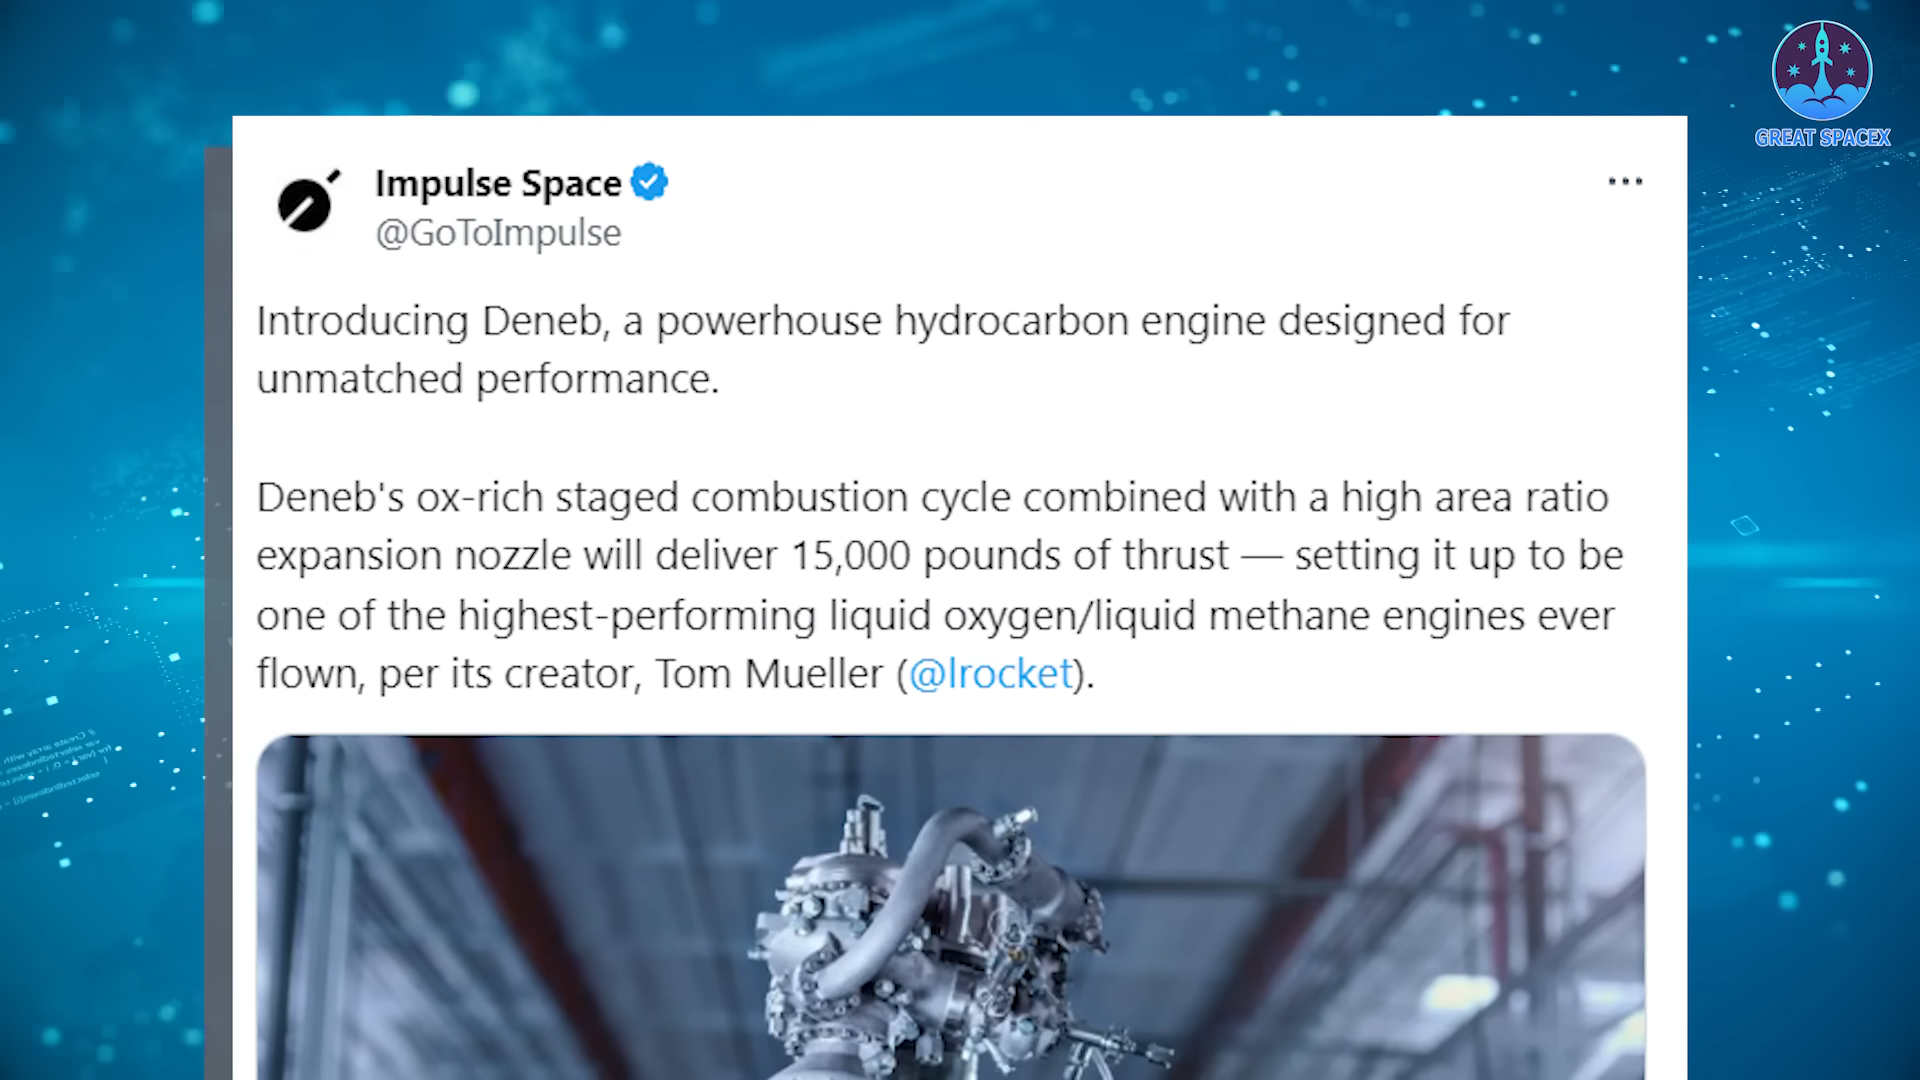 GREAT SPACEX
Impulse Space
@GoToImpulse
Introducing Deneb, a powerhouse hydrocarbon engine designed for
unmatched performance.
Deneb's ox-rich staged combustion cycle combined with a high area ratio
expansion nozzle will deliver 15,000 pounds of thrust — setting it up to be
one of the highest-performing liquid oxygen/liquid methane engines ever
flown, per its creator, Tom Mueller (@lrocket).